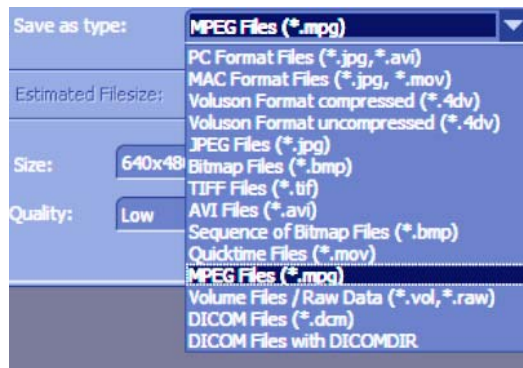 Save as type: MPEG Files (*.mpg)
PC Format Files (*.jpg,*.avi)
MAC Format Files (*.jpg, *.mov)
Estimated Filesize:
Voluson Format compressed (*.4dv)
Voluson Format uncompressed (*.4dv)
JPEG Files (*.jpg)
Size: 640x48
Bitmap Files (*.bmp)
TIFF Files (*.tif)
Quality: Low
AVI Files (*.avi)
Sequence of Bitmap Files (*.bmp)
Quicktime Files (*.mov)
MPEG Files (*.mpg)
Volume Files / Raw Data (*.vol,*.raw)
DICOM Files (*.dcm)
DICOM Files with DICOMDIR